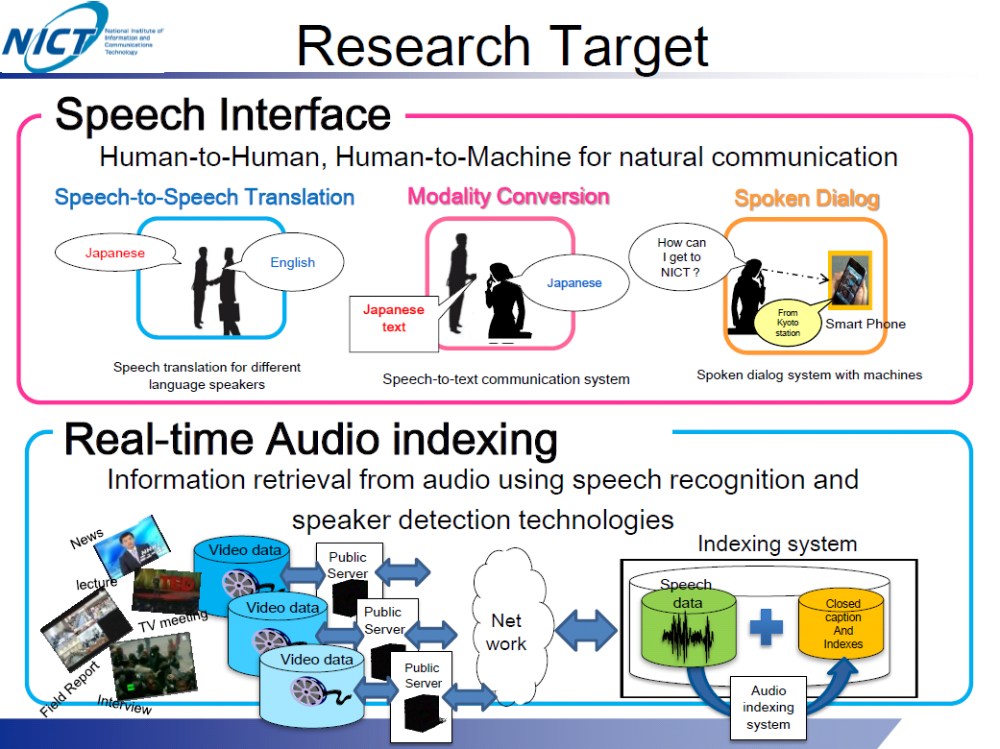 NICT
National Institute of
Information and
Communications
Technology
Research Target
Speech Interface
Human-to-Human, Human-to-Machine for natural communication
Speech-to-Speech Translation
Modality Conversion
Spoken Dialog
Japanese
English
Japanese
text
Japanese
How can
I get to
NICT ?
From
Kyoto
station
Smart Phone
Speech translation for different
language speakers
Speech-to-text communication system
Spoken dialog system with machines
Real-time Audio indexing
Information retrieval from audio using speech recognition and
speaker detection technologies
News
lecture
TED
TV meeting
Field Report
Interview
Video data
Public
Server
Video data
Public
Server
Video data
Public
Server
Net
work
Indexing system
Speech
data
Closed
caption
And
Indexes
Audio
indexing
system